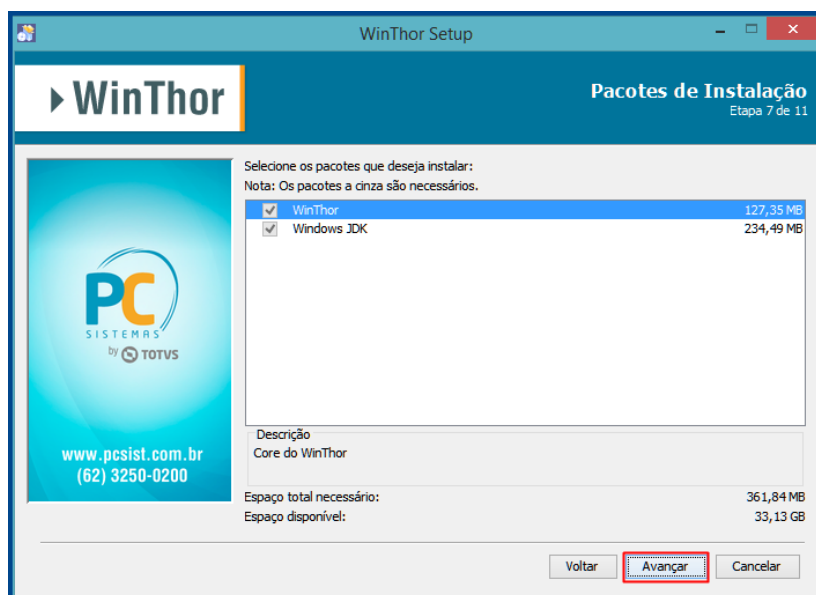 WinThor Setup
WinThor
Pacotes de Instalação
Etapa 7 de 11
Selecione os pacotes que deseja instalar:
Nota: Os pacotes a cinza são necessários.
WinThor 127,35 MB
Windows JDK 234,49 MB
PC
SISTEMAS
by TOTVS
www.pcsist.com.br
(62) 3250-0200
Descrição
Core do WinThor
Espaço total necessário: 361,84 MB
Espaço disponível: 33,13 GB
Voltar Avançar Cancelar